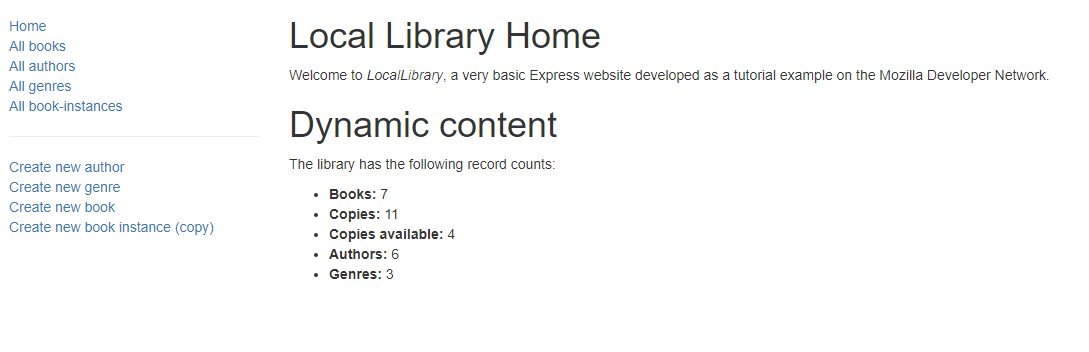 Home
All books
All authors
All genres
All book-instances
Create new author
Create new genre
Create new book
Create new book instance (copy)
Local Library Home
Welcome to LocalLibrary, a very basic Express website developed as a tutorial example on the Mozilla Developer Network.
Dynamic content
The library has the following record counts:
• Books: 7
• Copies: 11
• Copies available: 4
• Authors: 6
• Genres: 3